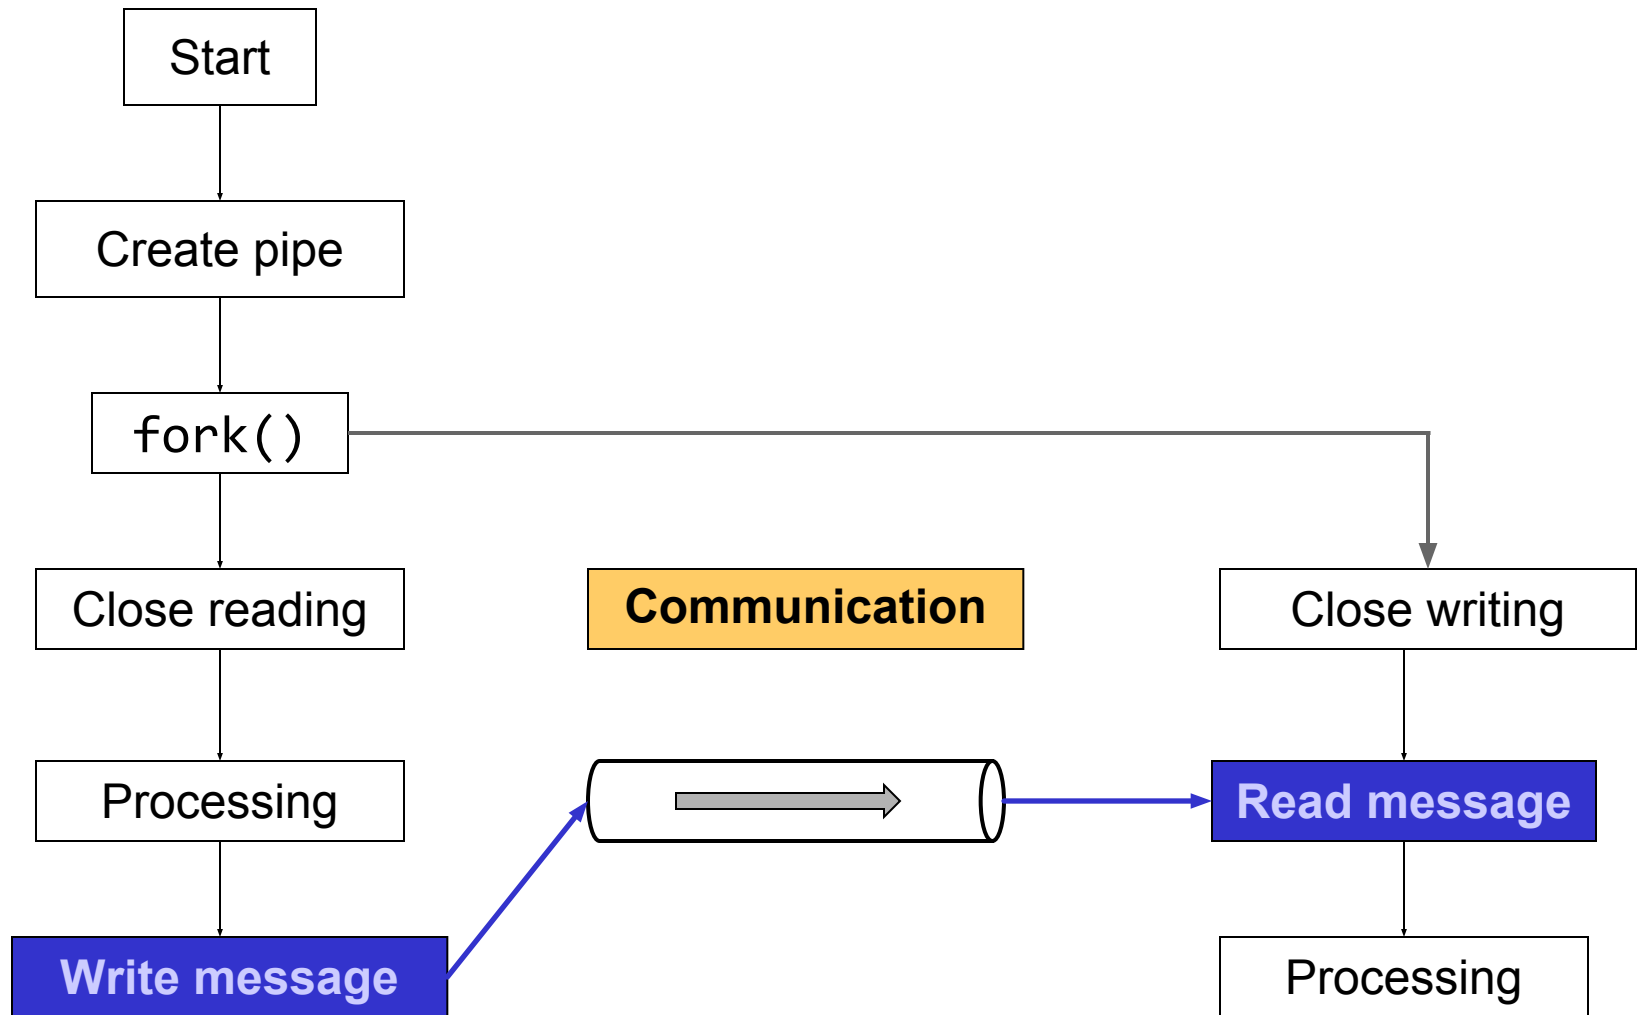 Start
Create pipe
fork()
Close reading
Communication
Close writing
Processing
Read message
Write message
Processing